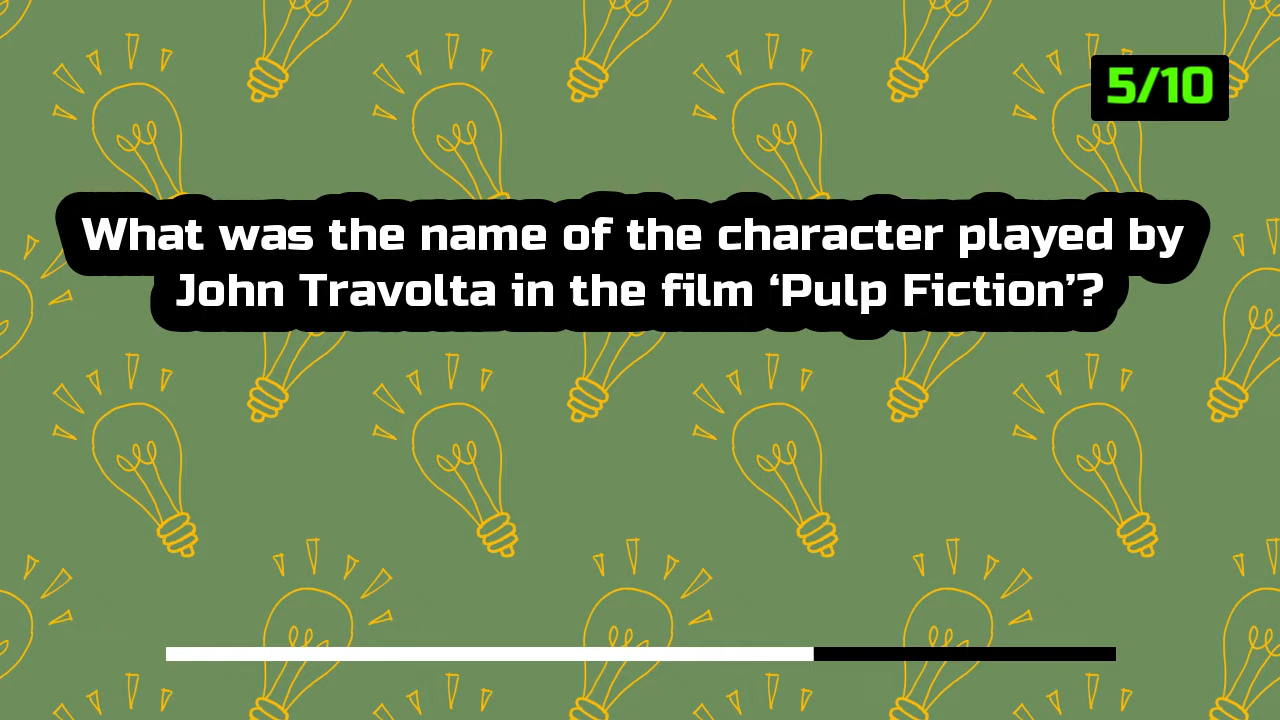 5/10
What was the name of the character played by
John Travolta in the film ‘Pulp Fiction’?